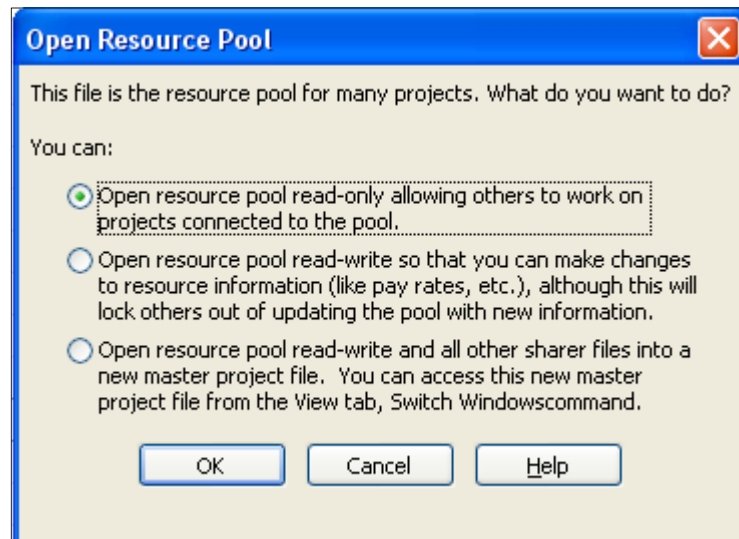 Open Resource Pool
This file is the resource pool for many projects. What do you want to do?
You can:
Open resource pool read-only allowing others to work on
projects connected to the pool.
Open resource pool read-write so that you can make changes
to resource information (like pay rates, etc.), although this will
lock others out of updating the pool with new information.
Open resource pool read-write and all other sharer files into a
new master project file.  You can access this new master
project file from the View tab, Switch Windowscommand.
OK Cancel Help